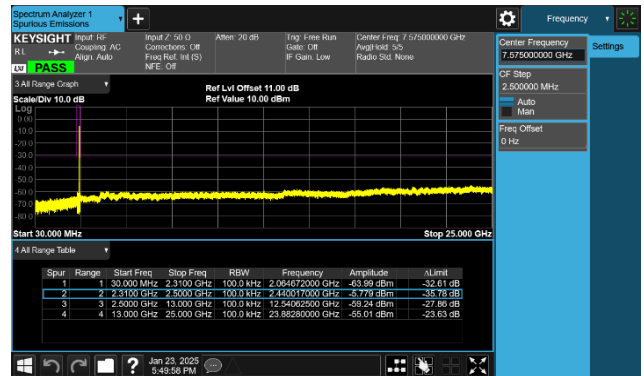 Spectrum Analyzer 1
Spurious Emissions
Frequency
KEYSIGHT
RL
Input: RF
Coupling: AC
Align: Auto
Input Z: 50 Ω
Corrections: Off
Freq Ref: Int (S)
NFE: Off
Atten: 20 dB
Trig: Free Run
Gate: Off
IF Gain: Low
Center Freq: 7.575000000 GHz
Avg|Hold: 5/5
Radio Std: None
PASS
Center Frequency
7.575000000 GHz
Settings
CF Step
2.500000 MHz
Auto
Man
Freq Offset
0 Hz
3 All Range Graph
Scale/Div 10.0 dB
Ref Lvl Offset 11.00 dB
Ref Value 10.00 dBm
Log
0.00
-10.0
-20.0
-30.0
-40.0
-50.0
-60.0
-70.0
-80.0
Start 30.000 MHz
Stop 25.000 GHz
4 All Range Table
Spur Range Start Freq Stop Freq RBW Frequency Amplitude ΔLimit
1 1 30.000 MHz 2.3100 GHz 100.0 kHz 2.064672000 GHz -63.99 dBm -32.61 dB
2 2 2.3100 GHz 2.5000 GHz 100.0 kHz 2.440017000 GHz -5.779 dBm -35.78 dB
3 3 2.5000 GHz 13.000 GHz 100.0 kHz 12.54062500 GHz -59.24 dBm -27.86 dB
4 4 13.000 GHz 25.000 GHz 100.0 kHz 23.88280000 GHz -55.01 dBm -23.63 dB
Jan 23, 2025
5:49:58 PM